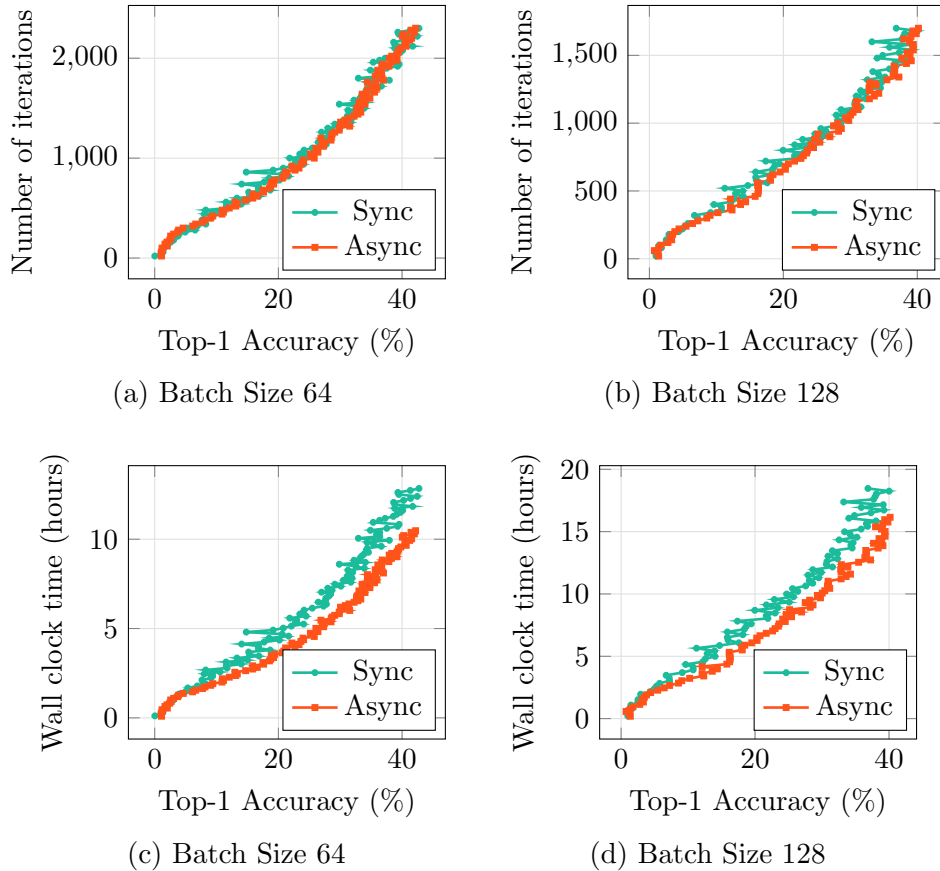 Number of iterations
2,000
1,000
0
0
20
40
Sync
Async
Top-1 Accuracy (%)
(a) Batch Size 64
Number of iterations
1,500
1,000
500
0
0
20
40
Sync
Async
Top-1 Accuracy (%)
(b) Batch Size 128
Wall clock time (hours)
10
5
0
0
20
40
Sync
Async
Top-1 Accuracy (%)
(c) Batch Size 64
Wall clock time (hours)
20
15
10
5
0
0
20
40
Sync
Async
Top-1 Accuracy (%)
(d) Batch Size 128